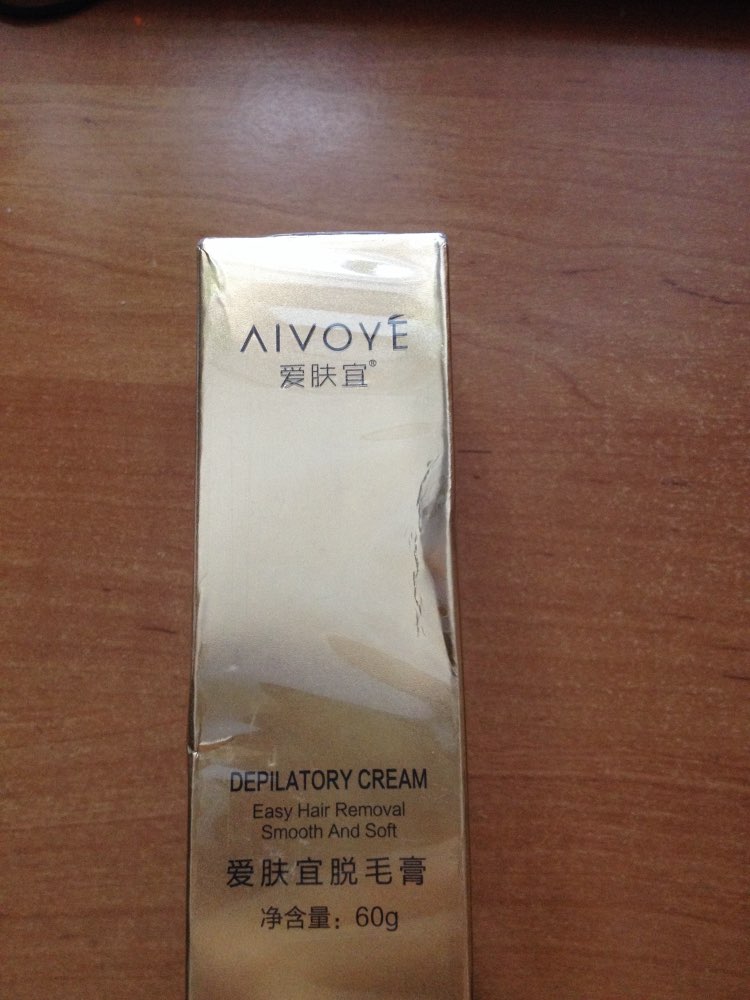 AIVOYÉ
爱肤宜®
DEPILATORY CREAM
Easy Hair Removal
Smooth And Soft
爱肤宜脱毛膏
净含量：60g